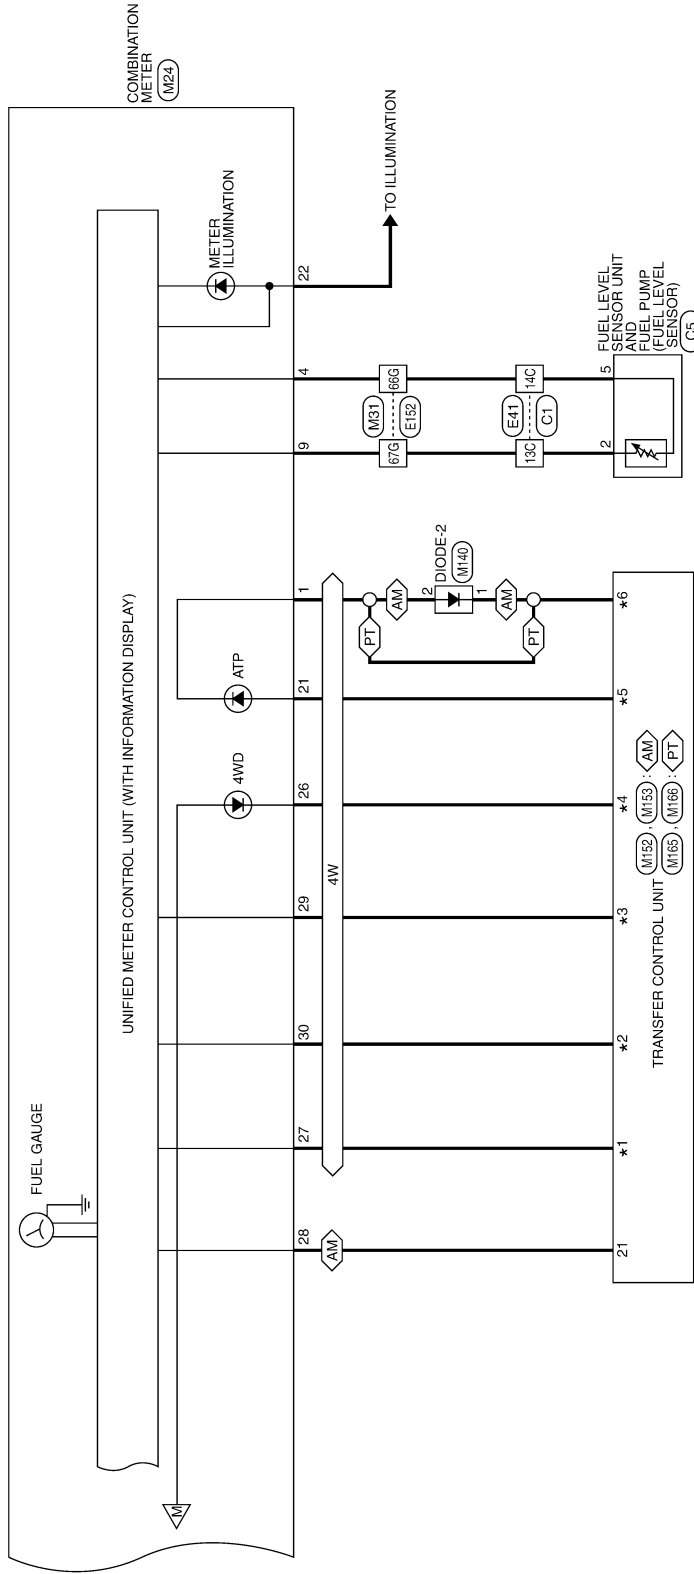 COMBINATION
METER
M24
FUEL GAUGE
UNIFIED METER CONTROL UNIT (WITH INFORMATION DISPLAY)
METER
ILLUMINATION
M
4WD
ATP
28
27
30
29
26
21
1
9
4
22
TO ILLUMINATION
AM
4W
PT
AM
2
DIODE-2
M140
1
AM
PT
67G
M31
E152
66G
13C
E41
C1
14C
FUEL LEVEL
SENSOR UNIT
AND
FUEL PUMP
(FUEL LEVEL
SENSOR)
C5
2
5
21
*1
*2
*3
*4
*5
*6
TRANSFER CONTROL UNIT
M152 , M153 : AM
M165 , M166 : PT